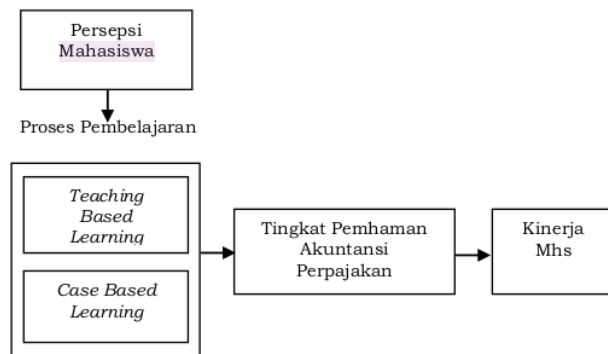 Persepsi
Mahasiswa
Proses Pembelajaran
Teaching
Based
Learning
Case Based
Learning
Tingkat Pemhaman
Akuntansi
Perpajakan
Kinerja
Mhs